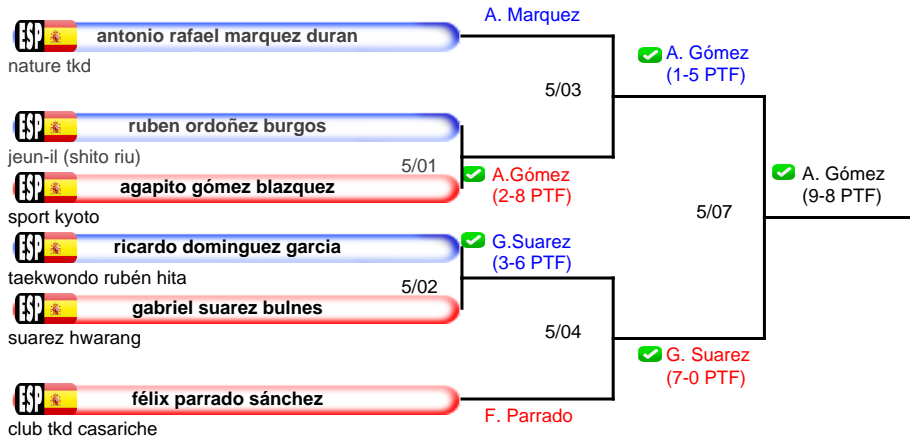 A. Marquez
ESP antonio rafael marquez duran
nature tkd
A. Gómez
(1-5 PTF)
5/03
ESP ruben ordoñez burgos
jeun-il (shito riu)
5/01
A.Gómez
(2-8 PTF)
ESP agapito gómez blazquez
sport kyoto
A. Gómez
(9-8 PTF)
5/07
ESP ricardo dominguez garcia
taekwondo rubén hita
G.Suarez
(3-6 PTF)
5/02
ESP gabriel suarez bulnes
suarez hwarang
5/04
G. Suarez
(7-0 PTF)
ESP félix parrado sánchez
club tkd casariche
F. Parrado